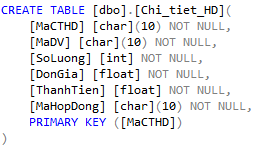 CREATE TABLE [dbo].[Chi_tiet_HD](
[MaCTHD] [char](10) NOT NULL,
[MaDV] [char](10) NOT NULL,
[SoLuong] [int] NOT NULL,
[DonGia] [float] NOT NULL,
[ThanhTien] [float] NOT NULL,
[MaHopDong] [char](10) NOT NULL,
PRIMARY KEY ([MaCTHD])
)